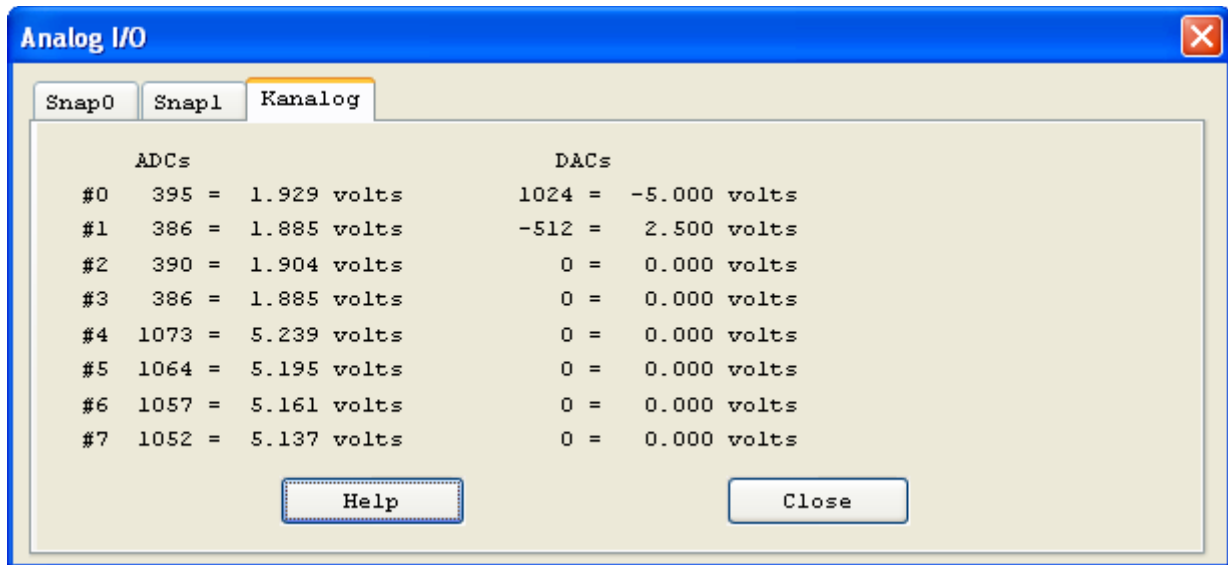 Analog I/O
Snap0 Snap1 Kanalog
ADCs DACs
#0 395 = 1.929 volts 1024 = -5.000 volts
#1 386 = 1.885 volts -512 = 2.500 volts
#2 390 = 1.904 volts 0 = 0.000 volts
#3 386 = 1.885 volts 0 = 0.000 volts
#4 1073 = 5.239 volts 0 = 0.000 volts
#5 1064 = 5.195 volts 0 = 0.000 volts
#6 1057 = 5.161 volts 0 = 0.000 volts
#7 1052 = 5.137 volts 0 = 0.000 volts
Help Close